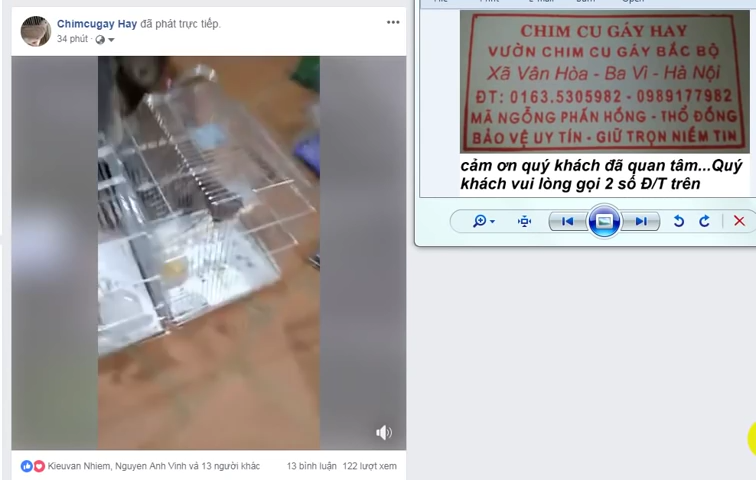 Chimcugay Hay đã phát trực tiếp.
34 phút
Kieuvan Nhiem, Nguyen Anh Vinh và 13 người khác
13 bình luận 122 lượt xem
CHIM CU GÁY HAY
VƯỜN CHIM CU GÁY BẮC BỘ
Xã Vân Hòa - Ba Vì - Hà Nội
ĐT: 0163.5305982 - 0989177982
MÃ NGỖNG PHẤN HỒNG - THỔ ĐỒNG
BẢO VỆ UY TÍN - GIỮ TRỌN NIỀM TIN
cảm ơn quý khách đã quan tâm...Quý
khách vui lòng gọi 2 số Đ/T trên